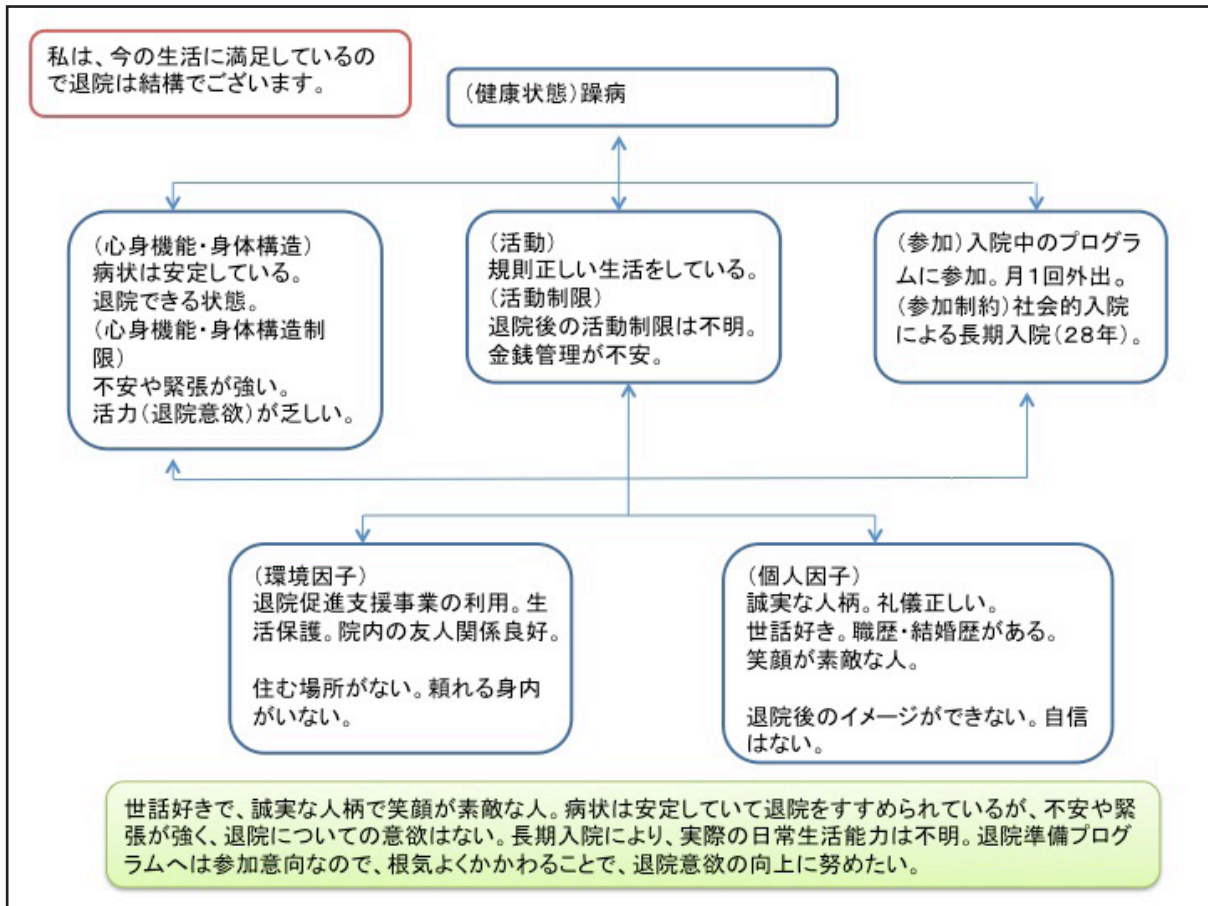 私は、今の生活に満足しているの
で退院は結構でございます。
(健康状態)躁病
(心身機能・身体構造)
病状は安定している。
退院できる状態。
(心身機能・身体構造制
限)
不安や緊張が強い。
活力(退院意欲)が乏しい。
(活動)
規則正しい生活をしている。
(活動制限)
退院後の活動制限は不明。
金銭管理が不安。
(参加)入院中のプログラ
ムに参加。月1回外出。
(参加制約)社会的入院
による長期入院(28年)。
(環境因子)
退院促進支援事業の利用。生
活保護。院内の友人関係良好。
住む場所がない。頼れる身内
がいない。
(個人因子)
誠実な人柄。礼儀正しい。
世話好き。職歴・結婚歴がある。
笑顔が素敵な人。
退院後のイメージができない。自信
はない。
世話好きで、誠実な人柄で笑顔が素敵な人。病状は安定していて退院をすすめられているが、不安や緊
張が強く、退院についての意欲はない。長期入院により、実際の日常生活能力は不明。退院準備プログ
ラムへは参加意向なので、根気よくかかわることで、退院意欲の向上に努めたい。